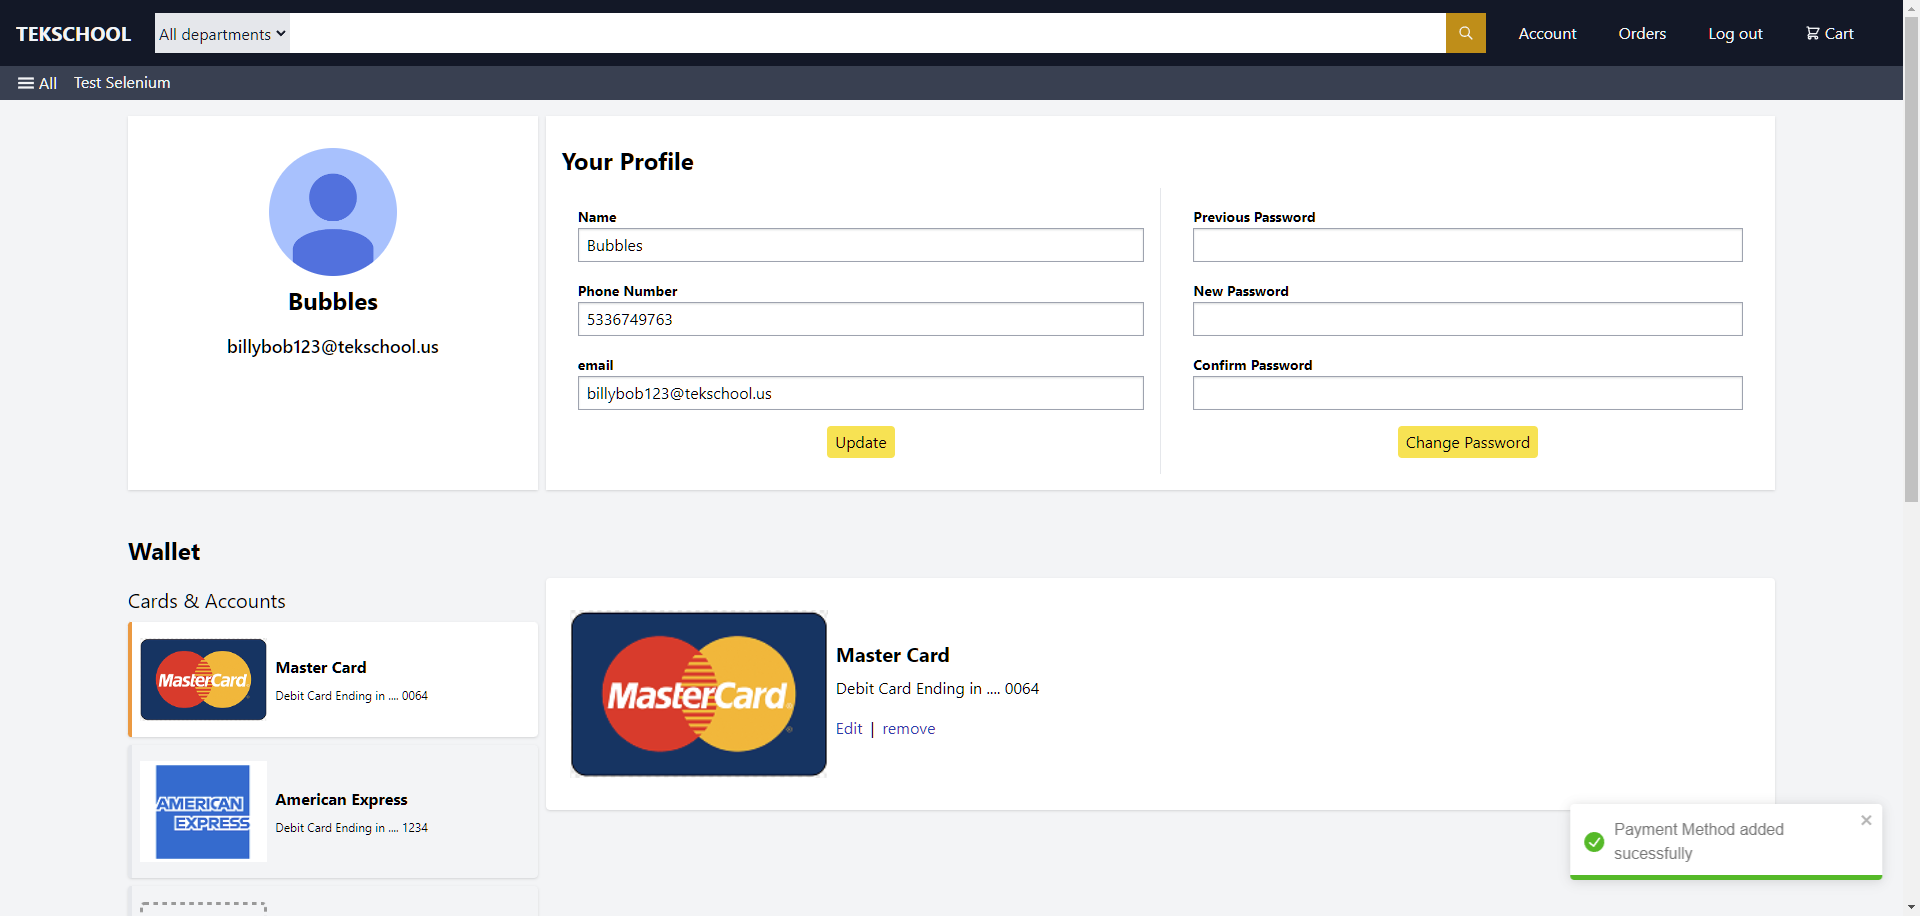 TEKSCHOOL
All departments
Account
Orders
Log out
Cart
All
Test Selenium
Bubbles
billybob123@tekschool.us
Your Profile
Name
Bubbles
Phone Number
5336749763
email
billybob123@tekschool.us
Update
Previous Password
New Password
Confirm Password
Change Password
Wallet
Cards & Accounts
MasterCard
Master Card
Debit Card Ending in .... 0064
AMERICAN
EXPRESS
American Express
Debit Card Ending in .... 1234
MasterCard
Master Card
Debit Card Ending in .... 0064
Edit | remove
Payment Method added
sucessfully